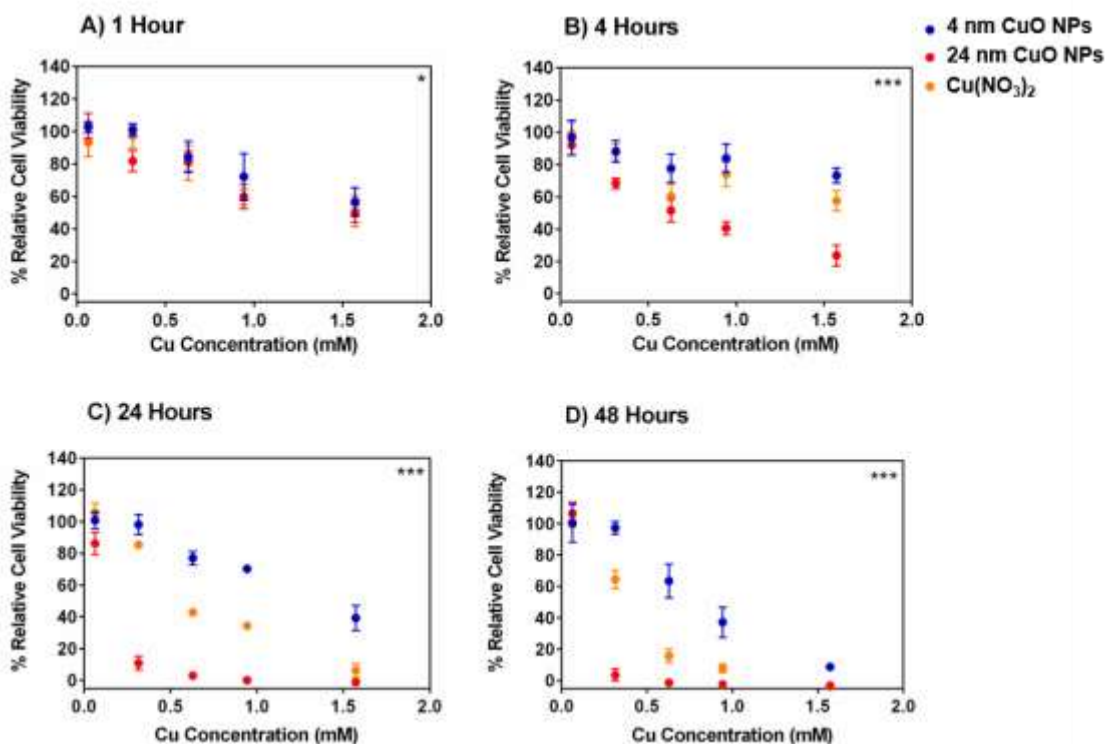 A) 1 Hour
140
120
100
80
60
40
20
0
% Relative Cell Viability
*
0.0 0.5 1.0 1.5 2.0
Cu Concentration (mM)
B) 4 Hours
140
120
100
80
60
40
20
0
% Relative Cell Viability
***
0.0 0.5 1.0 1.5 2.0
Cu Concentration (mM)
4 nm CuO NPs
24 nm CuO NPs
Cu(NO₃)₂
C) 24 Hours
140
120
100
80
60
40
20
0
% Relative Cell Viability
***
0.0 0.5 1.0 1.5 2.0
Cu Concentration (mM)
D) 48 Hours
140
120
100
80
60
40
20
0
% Relative Cell Viability
***
0.0 0.5 1.0 1.5 2.0
Cu Concentration (mM)